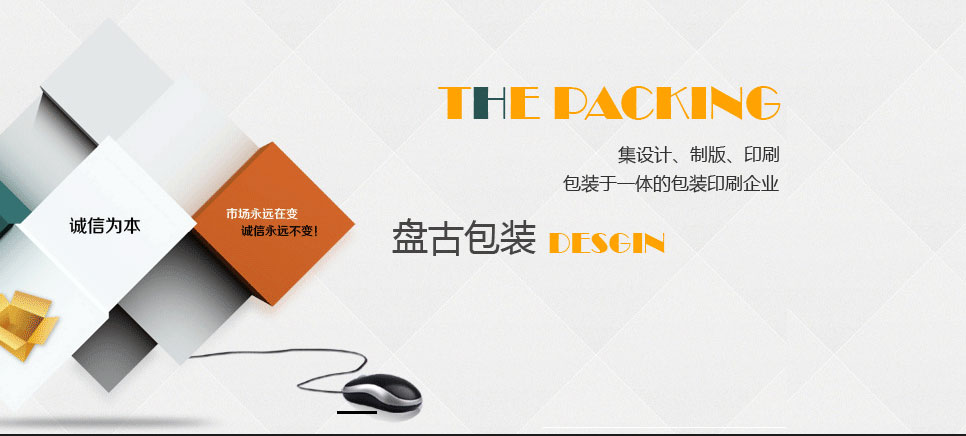 THE PACKING
集设计、制版、印刷
包装于一体的包装印刷企业
盘古包装 DESGIN
诚信为本
市场永远在变
诚信永远不变!